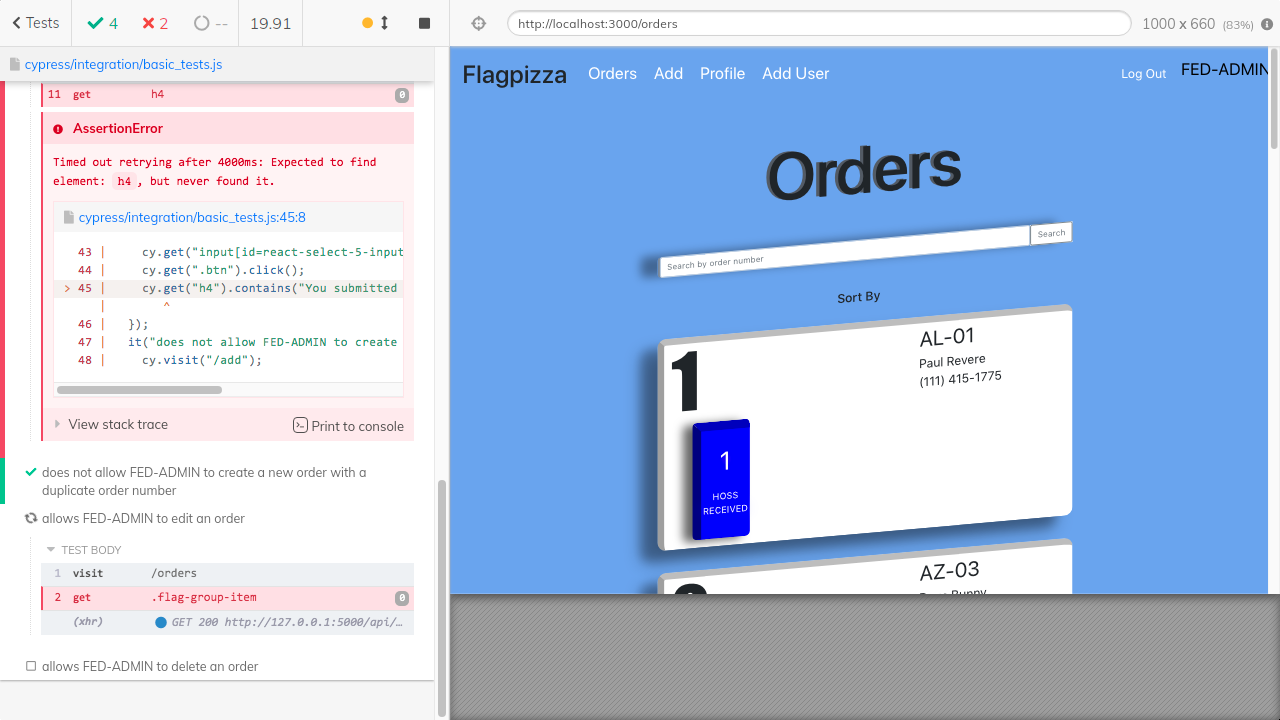 Tests
4
2
--
19.91
http://localhost:3000/orders
1000 x 660 (83%)
cypress/integration/basic_tests.js
11 get h4 0
AssertionError
Timed out retrying after 4000ms: Expected to find
element: h4, but never found it.
cypress/integration/basic_tests.js:45:8
43 | cy.get("input[id=react-select-5-input
44 | cy.get(".btn").click();
> 45 | cy.get("h4").contains("You submitted
| ^
46 | });
47 | it("does not allow FED-ADMIN to create
48 | cy.visit("/add");
View stack trace
Print to console
does not allow FED-ADMIN to create a new order with a
duplicate order number
allows FED-ADMIN to edit an order
TEST BODY
1 visit /orders
2 get .flag-group-item 0
(xhr) GET 200 http://127.0.0.1:5000/api/…
allows FED-ADMIN to delete an order
Flagpizza
Orders
Add
Profile
Add User
Log Out
FED-ADMIN
Orders
Search by order number
Search
Sort By
1
AL-01
Paul Revere
(111) 415-1775
1
HOSS
RECEIVED
AZ-03